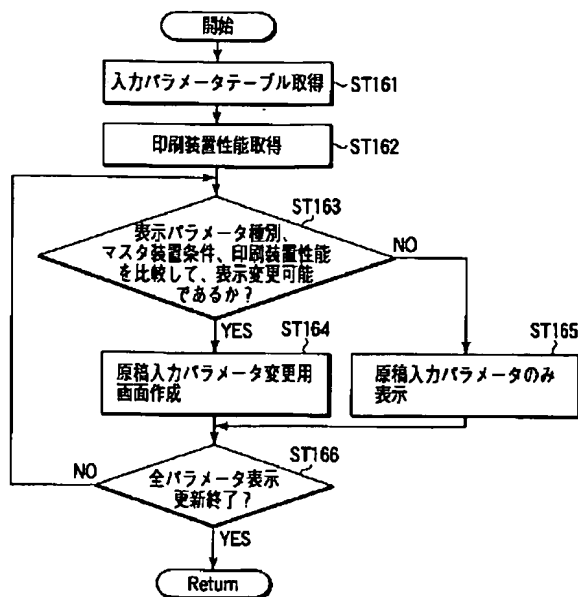 開始
入力パラメータテーブル取得
ST161
印刷装置性能取得
ST162
ST163
表示パラメータ種別、
マスタ装置条件、印刷装置性能
を比較して、表示変更可能
であるか？
NO
YES
ST164
原稿入力パラメータ変更用
画面作成
ST165
原稿入力パラメータのみ
表示
ST166
NO
全パラメータ表示
更新終了？
YES
Return